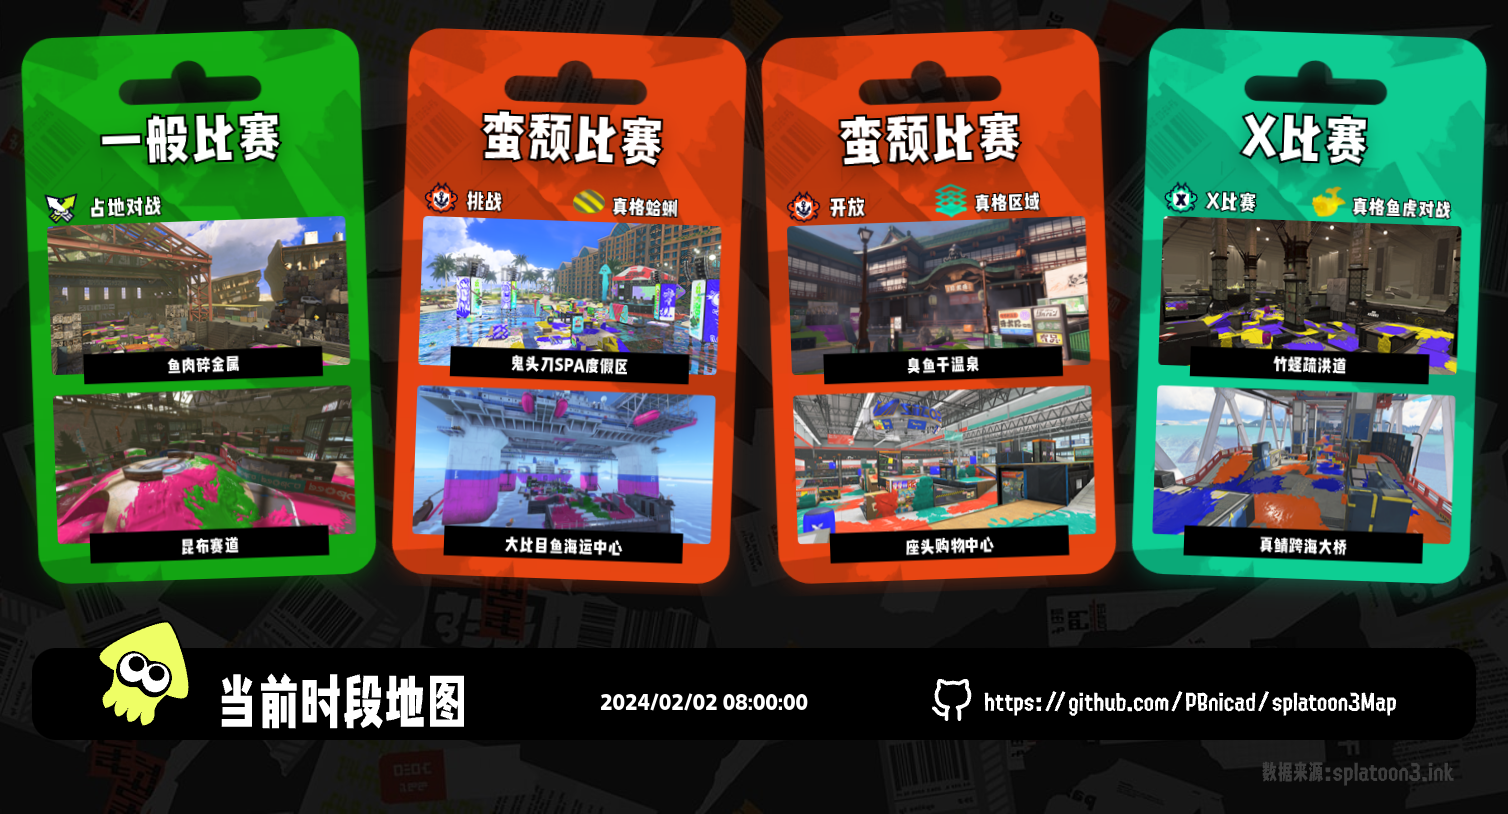 一般比赛
占地对战
鱼肉碎金属
昆布赛道
蛮颓比赛
挑战
真格蛤蜊
鬼头刀SPA度假区
大比目鱼海运中心
蛮颓比赛
开放
真格区域
臭鱼干温泉
座头购物中心
X比赛
X比赛
真格鱼虎对战
竹蛏疏洪道
真鲭跨海大桥
当前时段地图
2024/02/02 08:00:00
https://github.com/PBnicad/splatoon3Map
数据来源:splatoon3.ink